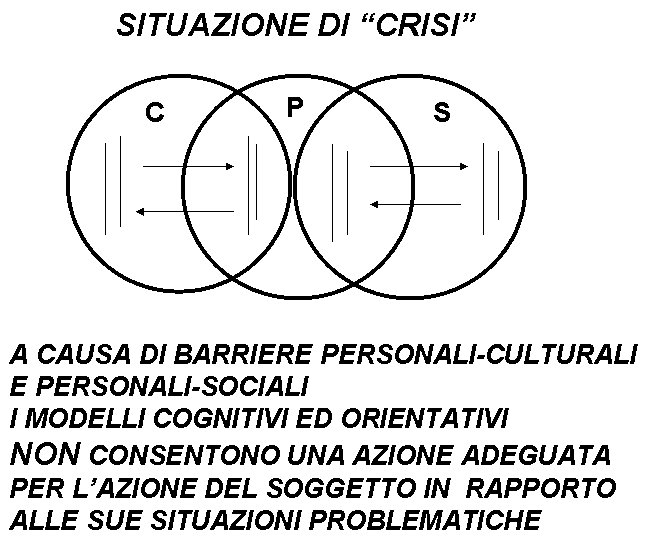 SITUAZIONE DI “CRISI”
C P S
A CAUSA DI BARRIERE PERSONALI-CULTURALI
E PERSONALI-SOCIALI
I MODELLI COGNITIVI ED ORIENTATIVI
NON CONSENTONO UNA AZIONE ADEGUATA
PER L’AZIONE DEL SOGGETTO IN RAPPORTO
ALLE SUE SITUAZIONI PROBLEMATICHE